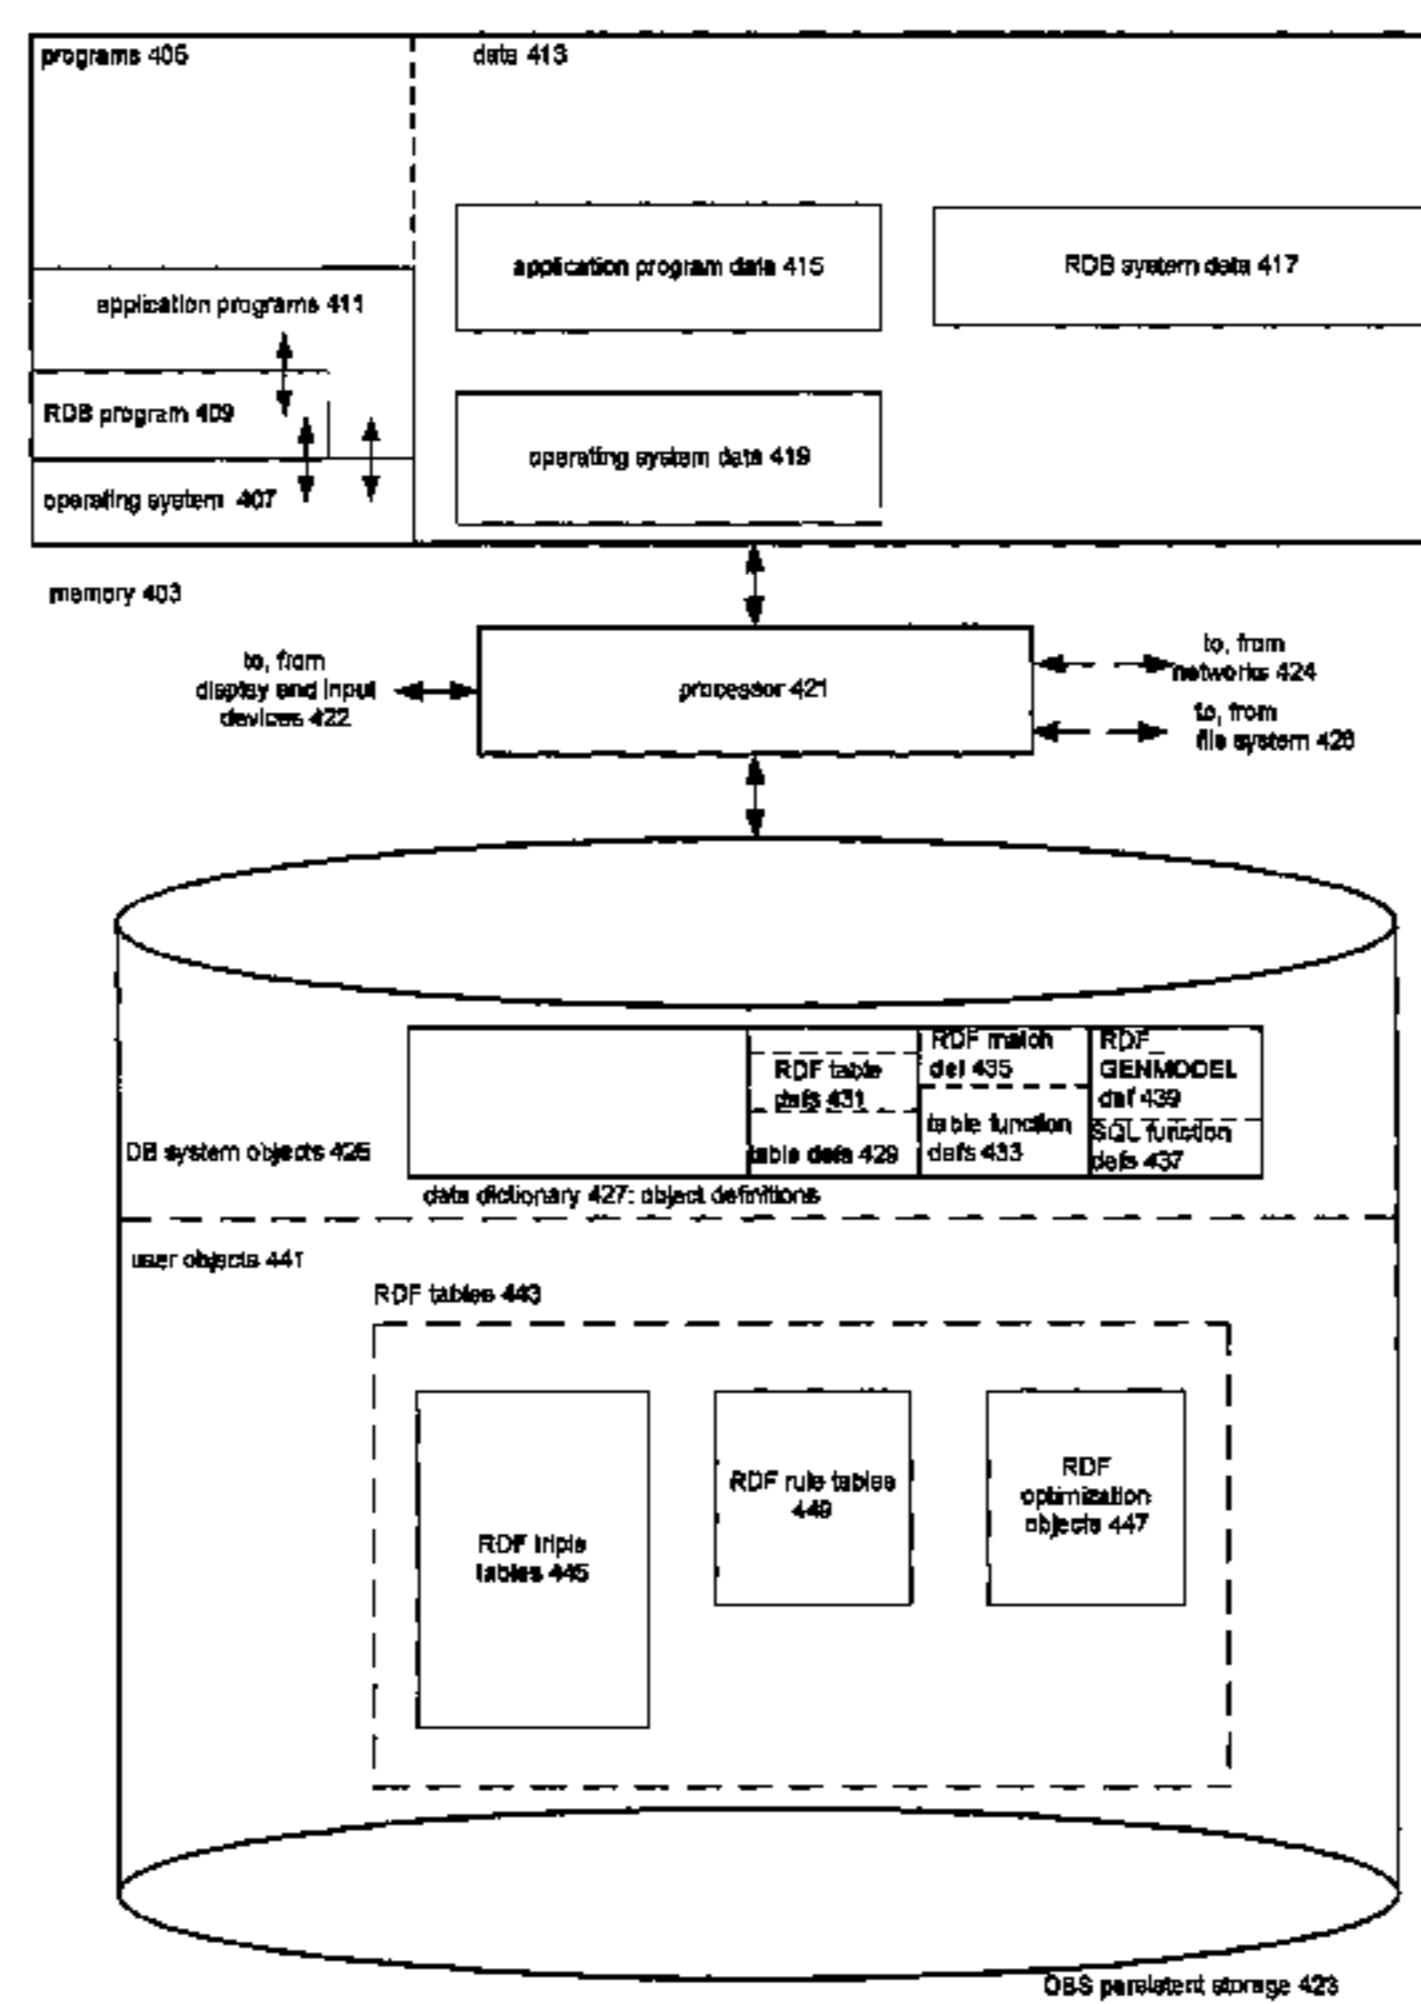 programs 405
data 413
application program data 415
RDB system data 417
application programs 411
RDB program 409
operating system data 419
operating system 407
memory 403
to, from
display and input
devices 422
processor 421
to, from
networks 424
to, from
file system 426
RDF table
defs 431
table defs 429
RDF match
def 435
table function
defs 433
RDF_
GENMODEL
def 439
SQL function
defs 437
DB system objects 425
data dictionary 427: object definitions
user objects 441
RDF tables 443
RDF triple
tables 445
RDF rule tables
449
RDF
optimization
objects 447
DBS persistent storage 423